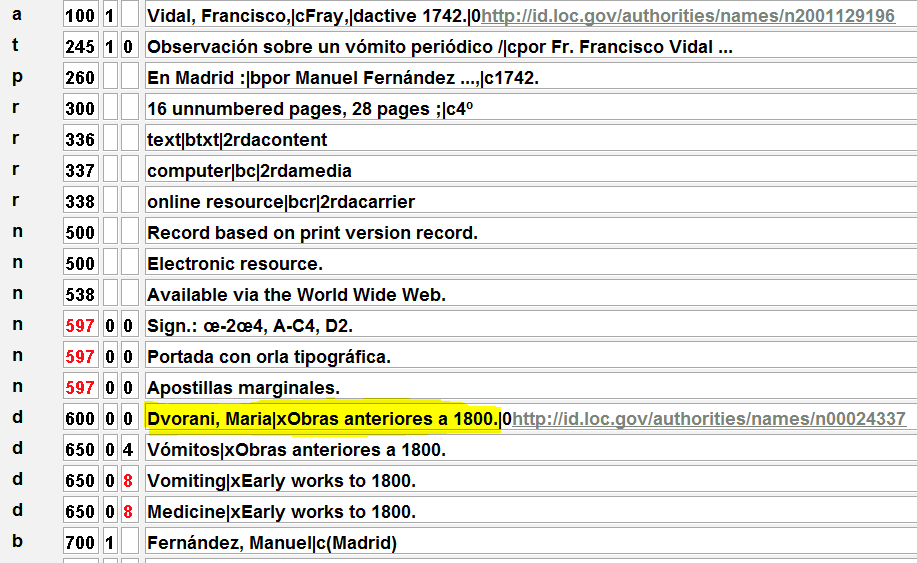 a 100 1 Vidal, Francisco,|cFray,|dactive 1742.|0http://id.loc.gov/authorities/names/n2001129196
t 245 1 0 Observación sobre un vómito periódico /|cpor Fr. Francisco Vidal ...
p 260 En Madrid :|bpor Manuel Fernández ...,|c1742.
r 300 16 unnumbered pages, 28 pages ;|c4º
r 336 text|btxt|2rdacontent
r 337 computer|bc|2rdamedia
r 338 online resource|bcr|2rdacarrier
n 500 Record based on print version record.
n 500 Electronic resource.
n 538 Available via the World Wide Web.
n 597 0 0 Sign.: œ-2œ4, A-C4, D2.
n 597 0 0 Portada con orla tipográfica.
n 597 0 0 Apostillas marginales.
d 600 0 0 Dvorani, Maria|xObras anteriores a 1800.|0http://id.loc.gov/authorities/names/n00024337
d 650 0 4 Vómitos|xObras anteriores a 1800.
d 650 0 8 Vomiting|xEarly works to 1800.
d 650 0 8 Medicine|xEarly works to 1800.
b 700 1 Fernández, Manuel|c(Madrid)